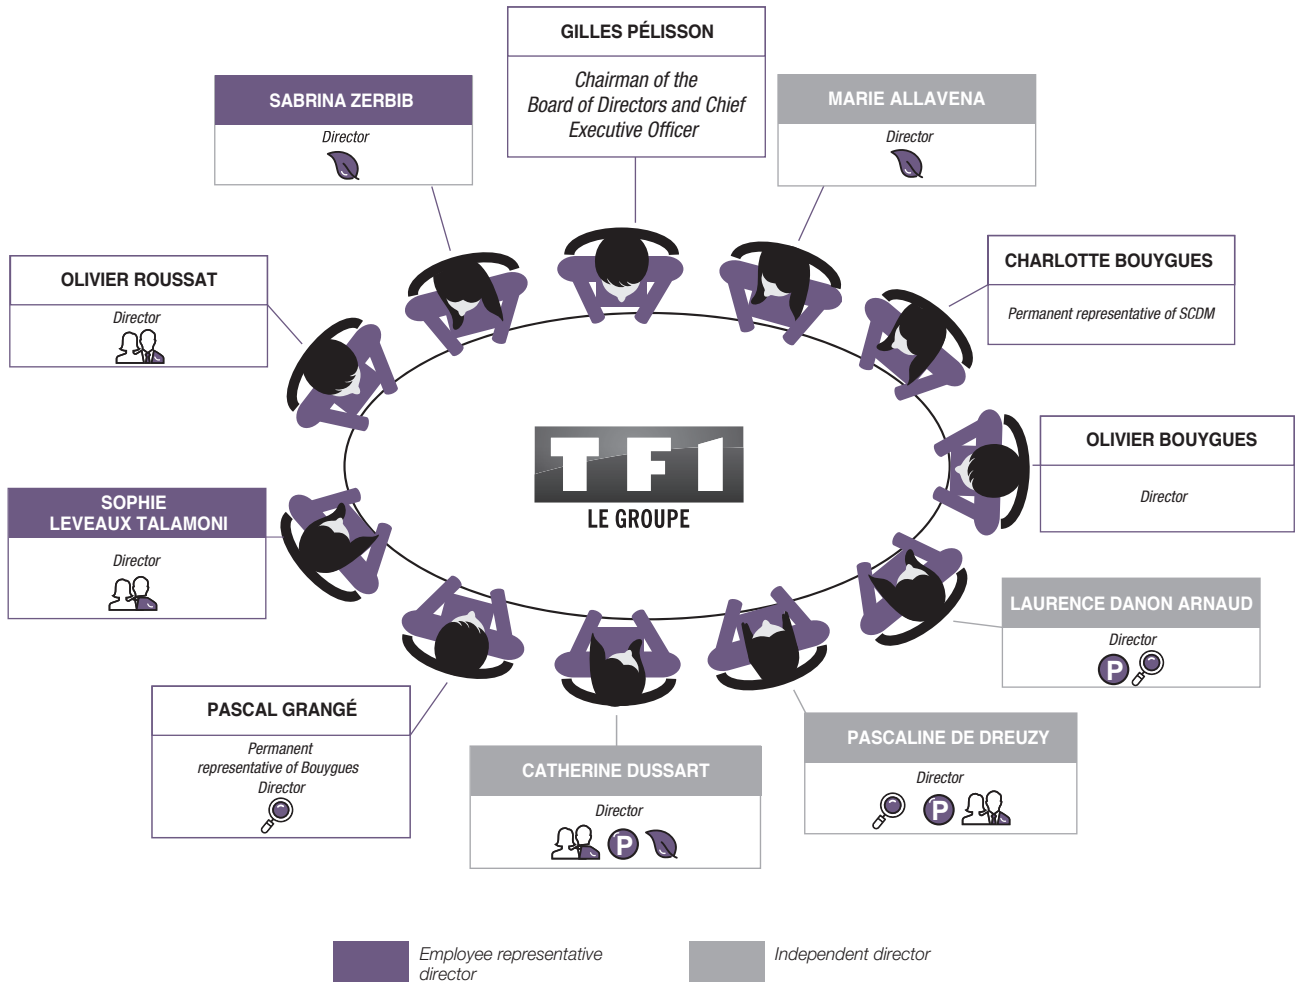 GILLES PÉLISSON
Chairman of the
Board of Directors and Chief
Executive Officer
SABRINA ZERBIB
Director
MARIE ALLAVENA
Director
OLIVIER ROUSSAT
Director
CHARLOTTE BOUYGUES
Permanent representative of SCDM
OLIVIER BOUYGUES
Director
TF1
LE GROUPE
SOPHIE
LEVEAUX TALAMONI
Director
LAURENCE DANON ARNAUD
Director
P
PASCAL GRANGÉ
Permanent
representative of Bouygues
Director
CATHERINE DUSSART
Director
P
PASCALINE DE DREUZY
Director
P
Employee representative
director
Independent director